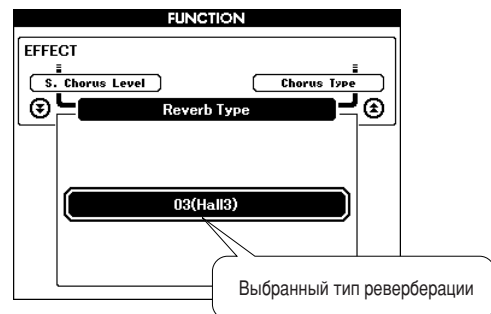 FUNCTION
EFFECT
S. Chorus Level
Chorus Type
Reverb Type
03(Hall3)
Выбранный тип реверберации